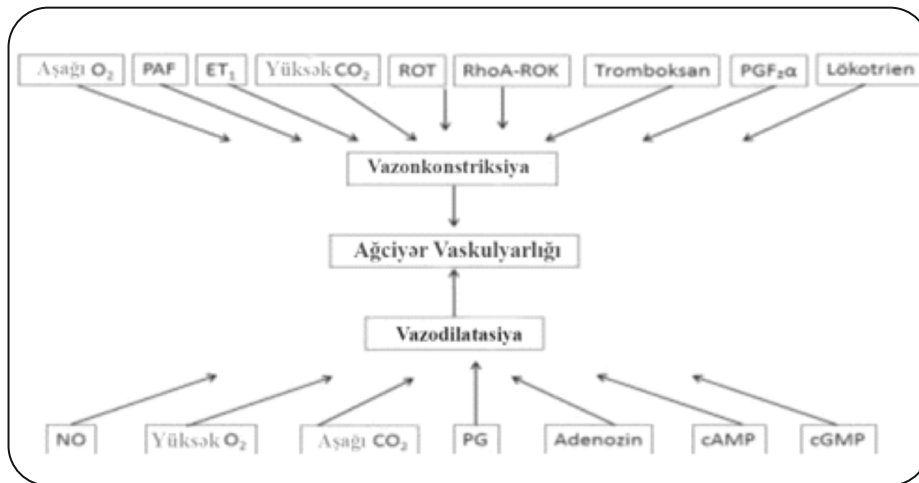 Aşağı O₂ PAF ET₁ Yüksək CO₂ ROT RhoA-ROK Tromboksan PGF₂α Lökotrien
Vazonkonstriksiya
Ağciyər Vaskulyarlığı
Vazodilatasiya
NO Yüksək O₂ Aşağı CO₂ PG Adenozin cAMP cGMP